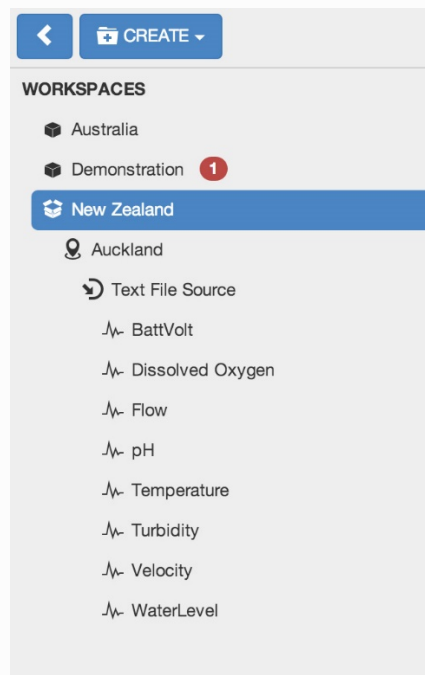 CREATE
WORKSPACES
Australia
Demonstration 1
New Zealand
Auckland
Text File Source
BattVolt
Dissolved Oxygen
Flow
pH
Temperature
Turbidity
Velocity
WaterLevel